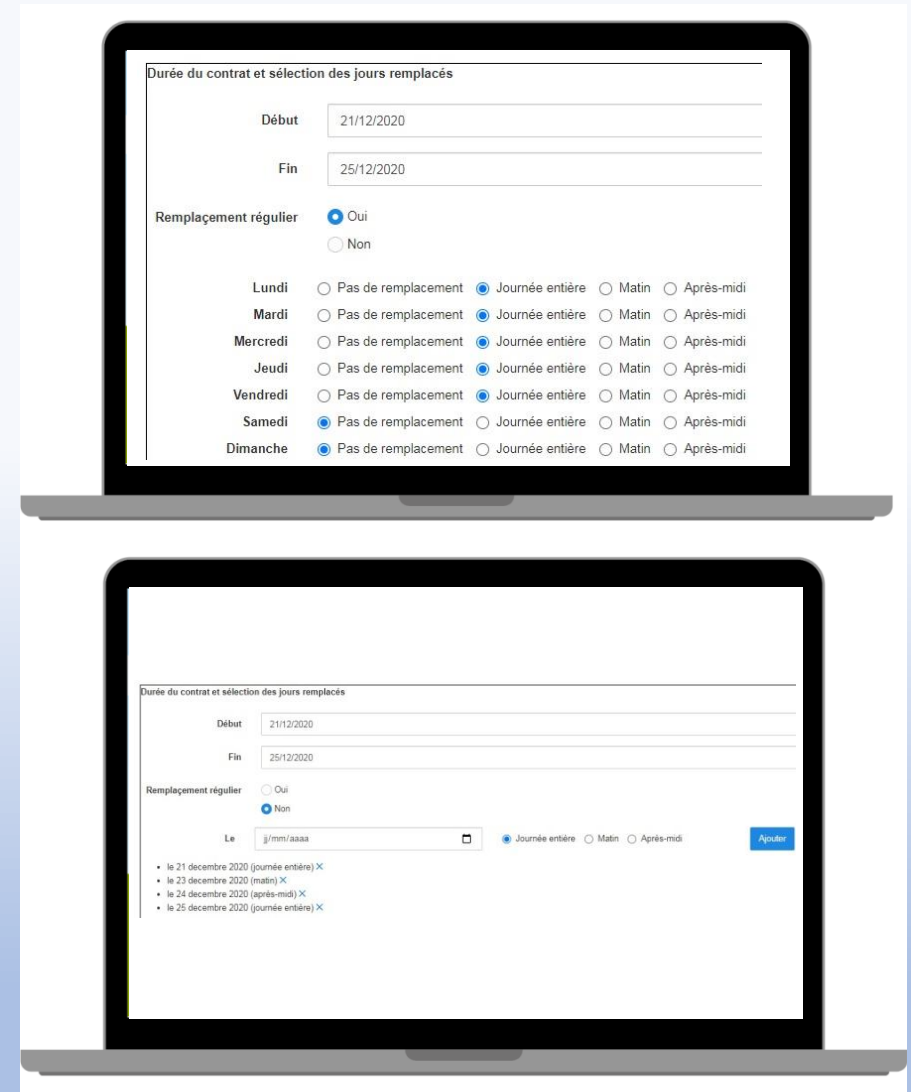 Durée du contrat et sélection des jours remplacés
Début 21/12/2020
Fin 25/12/2020
Remplaçement régulier Oui
Non
Lundi Pas de remplacement Journée entière Matin Après-midi
Mardi Pas de remplacement Journée entière Matin Après-midi
Mercredi Pas de remplacement Journée entière Matin Après-midi
Jeudi Pas de remplacement Journée entière Matin Après-midi
Vendredi Pas de remplacement Journée entière Matin Après-midi
Samedi Pas de remplacement Journée entière Matin Après-midi
Dimanche Pas de remplacement Journée entière Matin Après-midi
Durée du contrat et sélection des jours remplacés
Début 21/12/2020
Fin 25/12/2020
Remplaçement régulier Oui
Non
Le jj/mm/aaaa Journée entière Matin Après-midi Ajouter
• le 21 decembre 2020 (journée entière) ✕
• le 23 decembre 2020 (matin) ✕
• le 24 decembre 2020 (après-midi) ✕
• le 25 decembre 2020 (journée entière) ✕